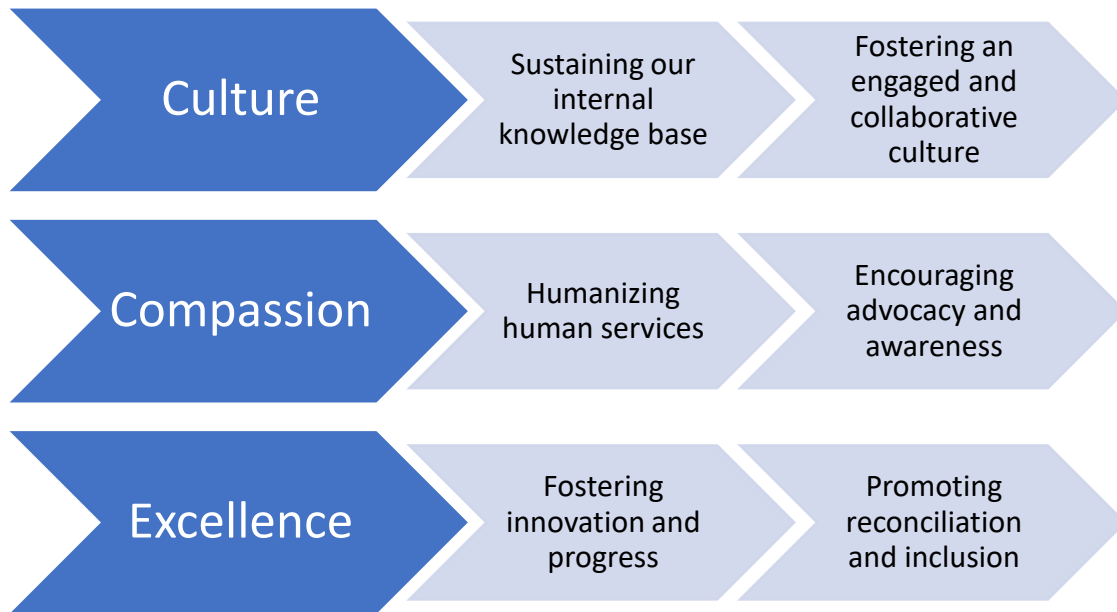 Culture
Sustaining our
internal
knowledge base
Fostering an
engaged and
collaborative
culture
Compassion
Humanizing
human services
Encouraging
advocacy and
awareness
Excellence
Fostering
innovation and
progress
Promoting
reconciliation
and inclusion